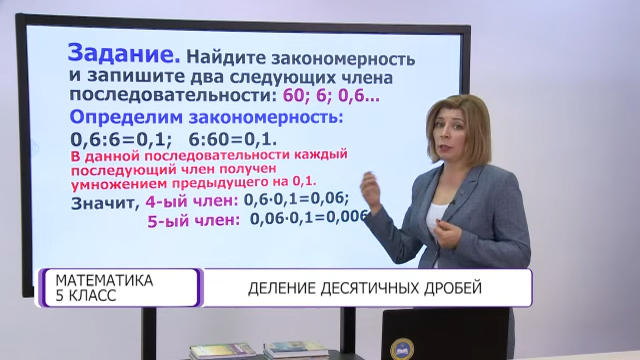 Задание. Найдите закономерность
и запишите два следующих члена
последовательности: 60; 6; 0,6...
Определим закономерность:
0,6:6=0,1; 6:60=0,1.
В данной последовательности каждый
последующий член получен
умножением предыдущего на 0,1.
Значит, 4-ый член: 0,6·0,1=0,06;
5-ый член: 0,06·0,1=0,006
МАТЕМАТИКА
5 КЛАСС
ДЕЛЕНИЕ ДЕСЯТИЧНЫХ ДРОБЕЙ